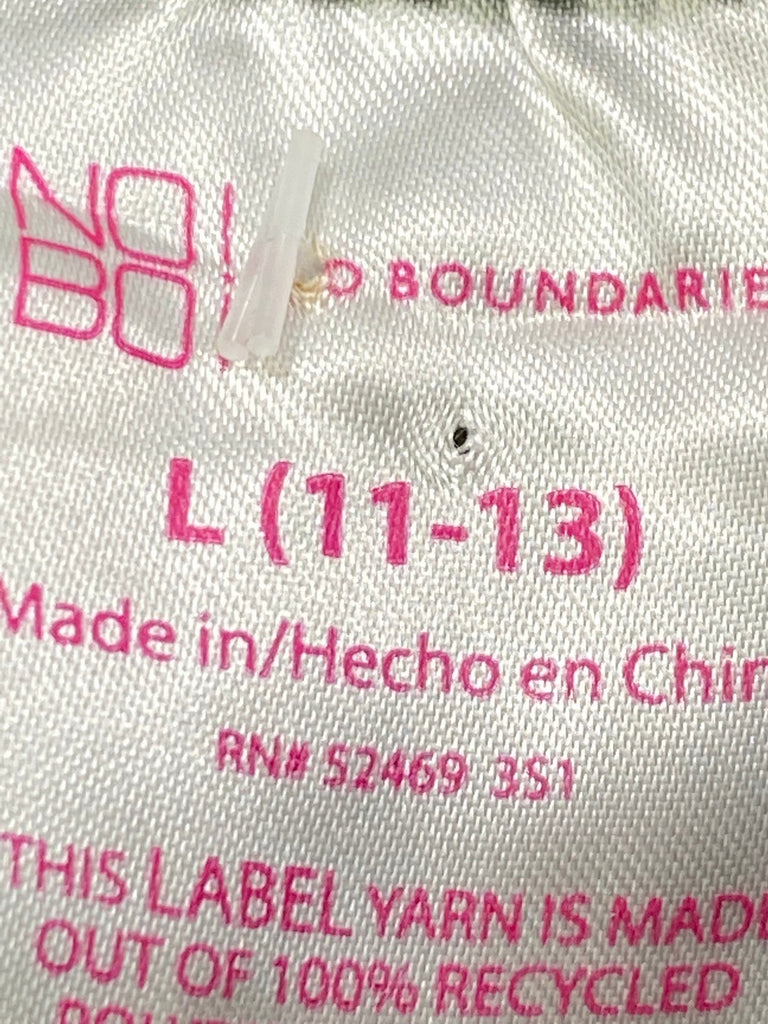 NO
BO
O BOUNDARIE
L (11-13)
Made in/Hecho en Chin
RN# 52469 3S1
THIS LABEL YARN IS MADE
OUT OF 100% RECYCLED